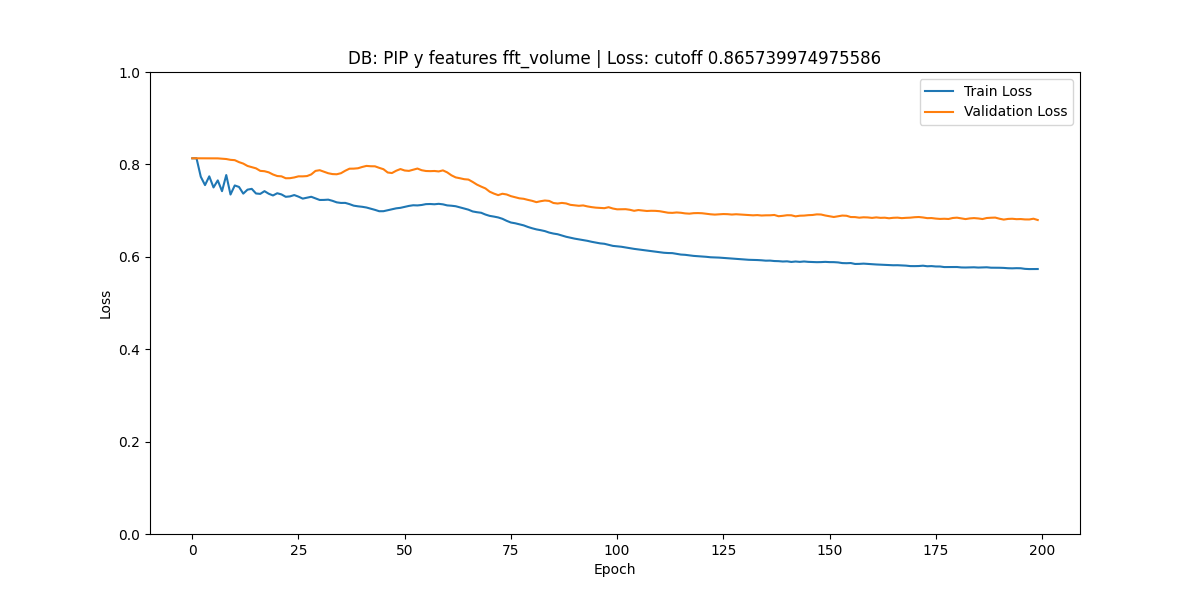 DB: PIP y features fft_volume | Loss: cutoff 0.865739974975586
Train Loss
Validation Loss
Loss
1.0
0.8
0.6
0.4
0.2
0.0
0 25 50 75 100 125 150 175 200
Epoch